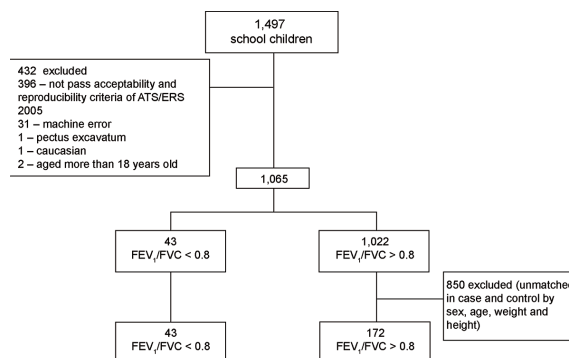 1,497
school children
432 excluded
396 – not pass acceptability and
reproducibility criteria of ATS/ERS
2005
31 – machine error
1 – pectus excavatum
1 – caucasian
2 – aged more than 18 years old
1,065
43
FEV₁/FVC < 0.8
1,022
FEV₁/FVC > 0.8
850 excluded (unmatched
in case and control by
sex, age, weight and
height)
43
FEV₁/FVC < 0.8
172
FEV₁/FVC > 0.8